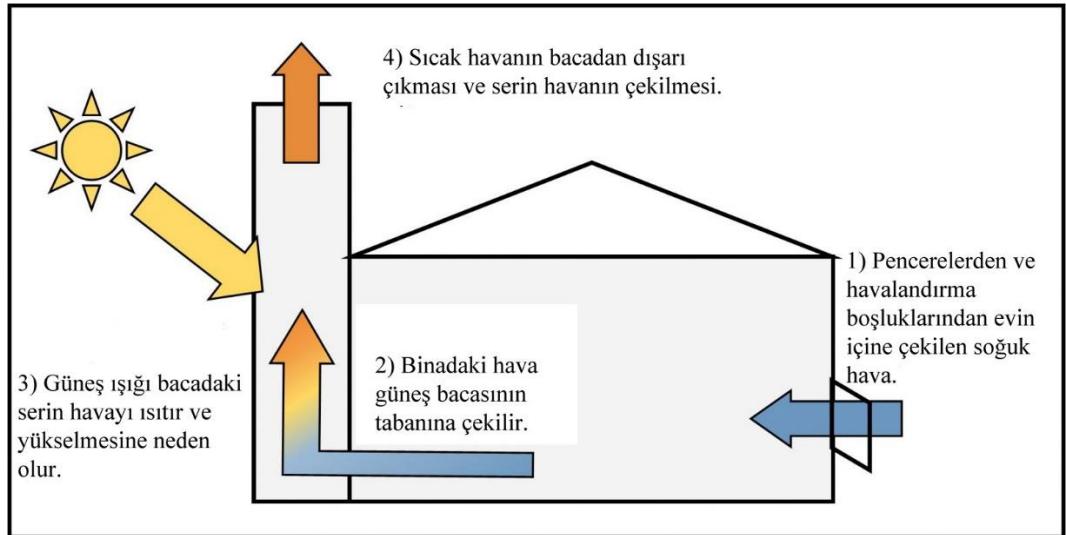 4) Sıcak havanın bacadan dışarı
çıkması ve serin havanın çekilmesi.
1) Pencerelerden ve
havalandırma
boşluklarından evin
içine çekilen soğuk
hava.
2) Binadaki hava
güneş bacasının
tabanına çekilir.
3) Güneş ışığı bacadaki
serin havayı ısıtır ve
yükselmesine neden
olur.